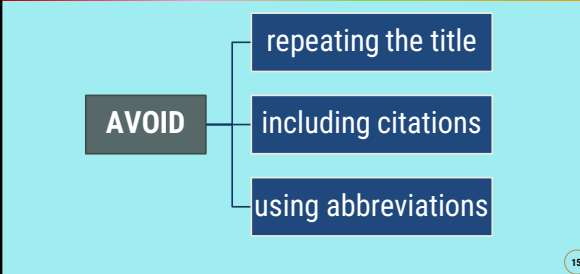 repeating the title
AVOID
including citations
using abbreviations
15